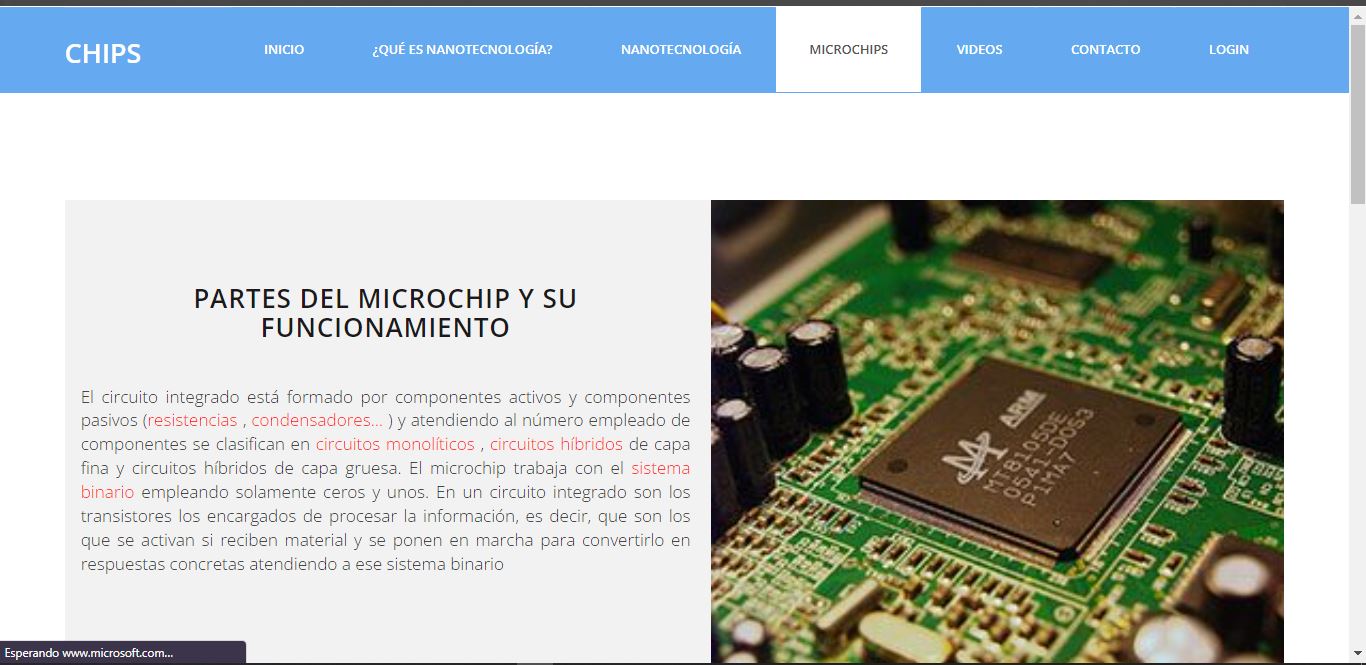 CHIPS
INICIO
¿QUÉ ES NANOTECNOLOGÍA?
NANOTECNOLOGÍA
MICROCHIPS
VIDEOS
CONTACTO
LOGIN
PARTES DEL MICROCHIP Y SU
FUNCIONAMIENTO
El circuito integrado está formado por componentes activos y componentes
pasivos (resistencias , condensadores... ) y atendiendo al número empleado de
componentes se clasifican en circuitos monolíticos , circuitos híbridos de capa
fina y circuitos híbridos de capa gruesa. El microchip trabaja con el sistema
binario empleando solamente ceros y unos. En un circuito integrado son los
transistores los encargados de procesar la información, es decir, que son los
que se activan si reciben material y se ponen en marcha para convertirlo en
respuestas concretas atendiendo a ese sistema binario
ARM
MT8105DE
0541-DOS3
P1MA7
Esperando www.microsoft.com...